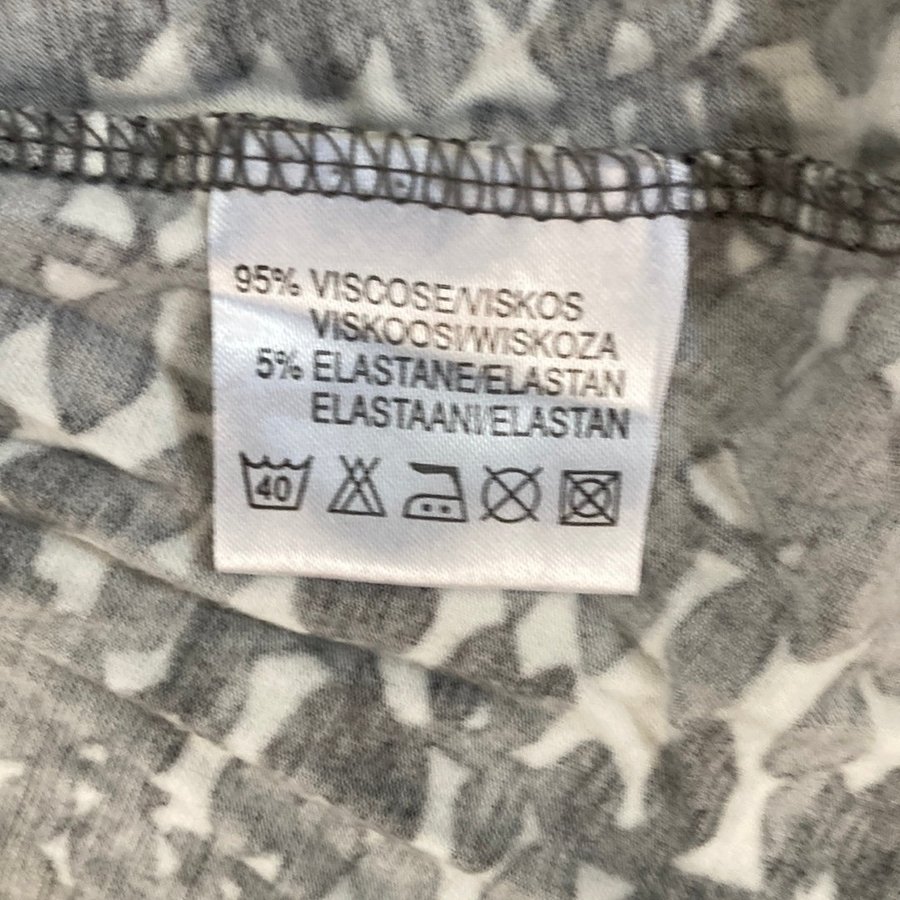 95% VISCOSE/VISKOS
VISKOOSI/WISKOZA
5% ELASTANE/ELASTAN
ELASTAANI/ELASTAN
40